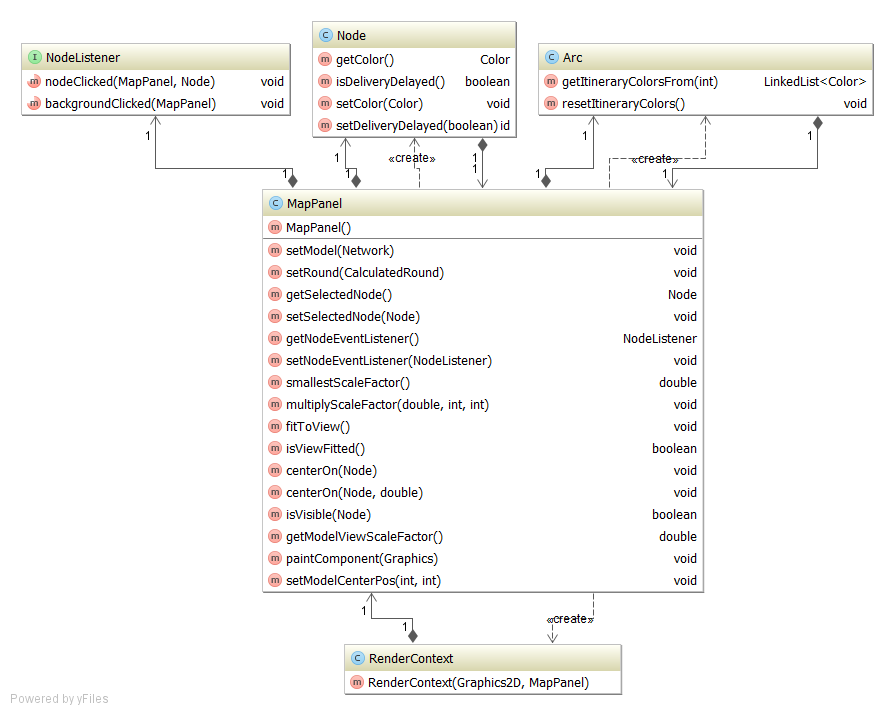 NodeListener
nodeClicked(MapPanel, Node) void
backgroundClicked(MapPanel) void
Node
getColor() Color
isDeliveryDelayed() boolean
setColor(Color) void
setDeliveryDelayed(boolean) id
Arc
getItineraryColorsFrom(int) LinkedList<Color>
resetItineraryColors() void
1 1 1 1 1
«create» «create»
1 1 1 1 1
MapPanel
MapPanel()
setModel(Network) void
setRound(CalculatedRound) void
getSelectedNode() Node
setSelectedNode(Node) void
getNodeEventListener() NodeListener
setNodeEventListener(NodeListener) void
smallestScaleFactor() double
multiplyScaleFactor(double, int, int) void
fitToView() void
isViewFitted() boolean
centerOn(Node) void
centerOn(Node, double) void
isVisible(Node) boolean
getModelViewScaleFactor() double
paintComponent(Graphics) void
setModelCenterPos(int, int) void
1
1 «create»
RenderContext
RenderContext(Graphics2D, MapPanel)
Powered by yFiles